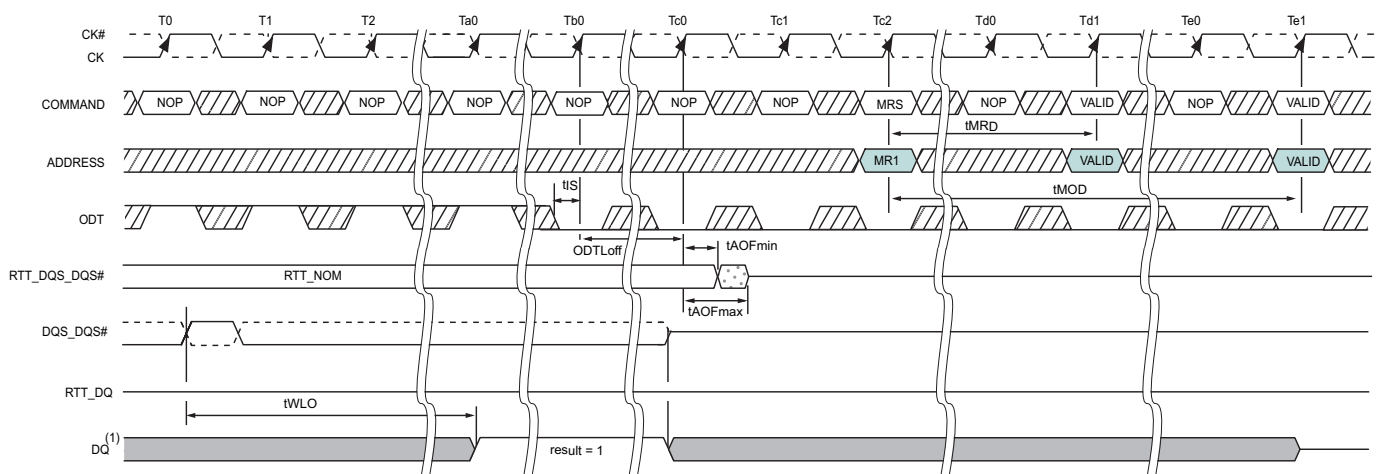 T0 T1 T2 Ta0 Tb0 Tc0 Tc1 Tc2 Td0 Td1 Te0 Te1
CK#
CK
COMMAND NOP NOP NOP NOP NOP NOP NOP MRS NOP VALID NOP VALID
tMRD
ADDRESS MR1 VALID VALID
tIS
tMOD
ODT
ODTLoff
tAOFmin
RTT_DQS_DQS# RTT_NOM
tAOFmax
DQS_DQS#
RTT_DQ
tWLO
DQ(1) result = 1